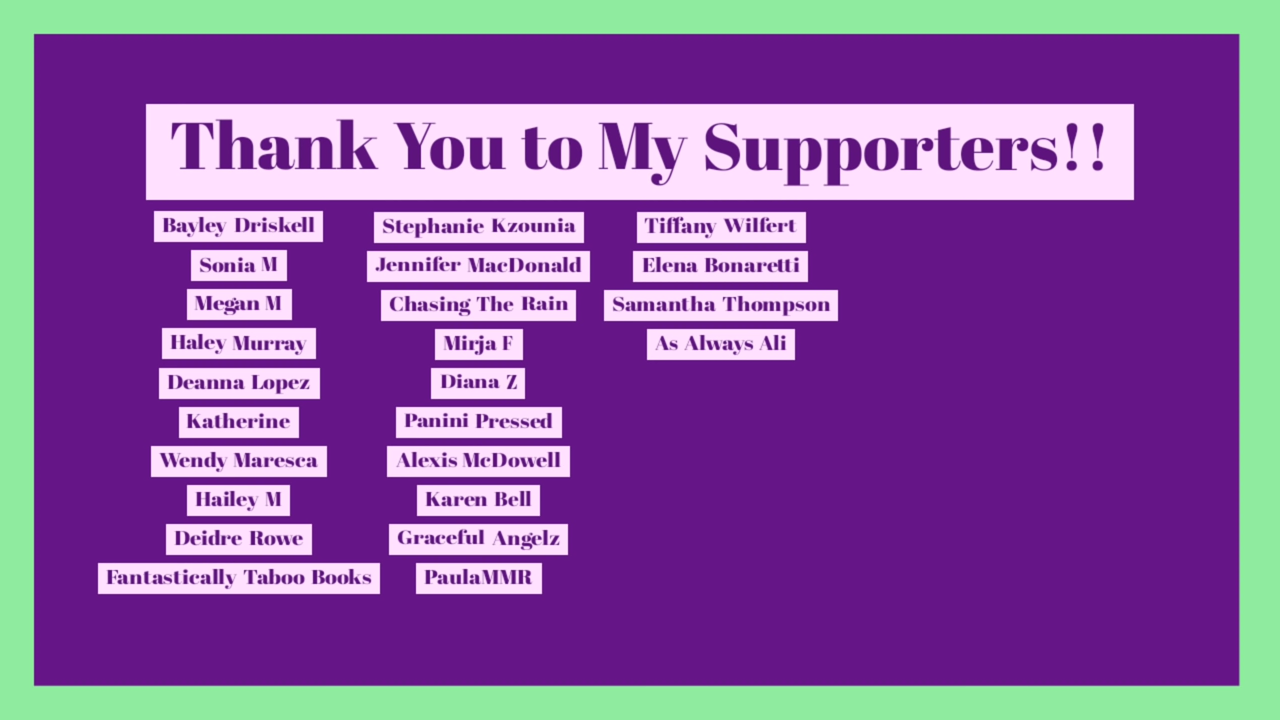 Thank You to My Supporters!!
Bayley Driskell
Sonia M
Megan M
Haley Murray
Deanna Lopez
Katherine
Wendy Maresca
Hailey M
Deidre Rowe
Fantastically Taboo Books
Stephanie Kzounia
Jennifer MacDonald
Chasing The Rain
Mirja F
Diana Z
Panini Pressed
Alexis McDowell
Karen Bell
Graceful Angelz
PaulaMMR
Tiffany Wilfert
Elena Bonaretti
Samantha Thompson
As Always Ali